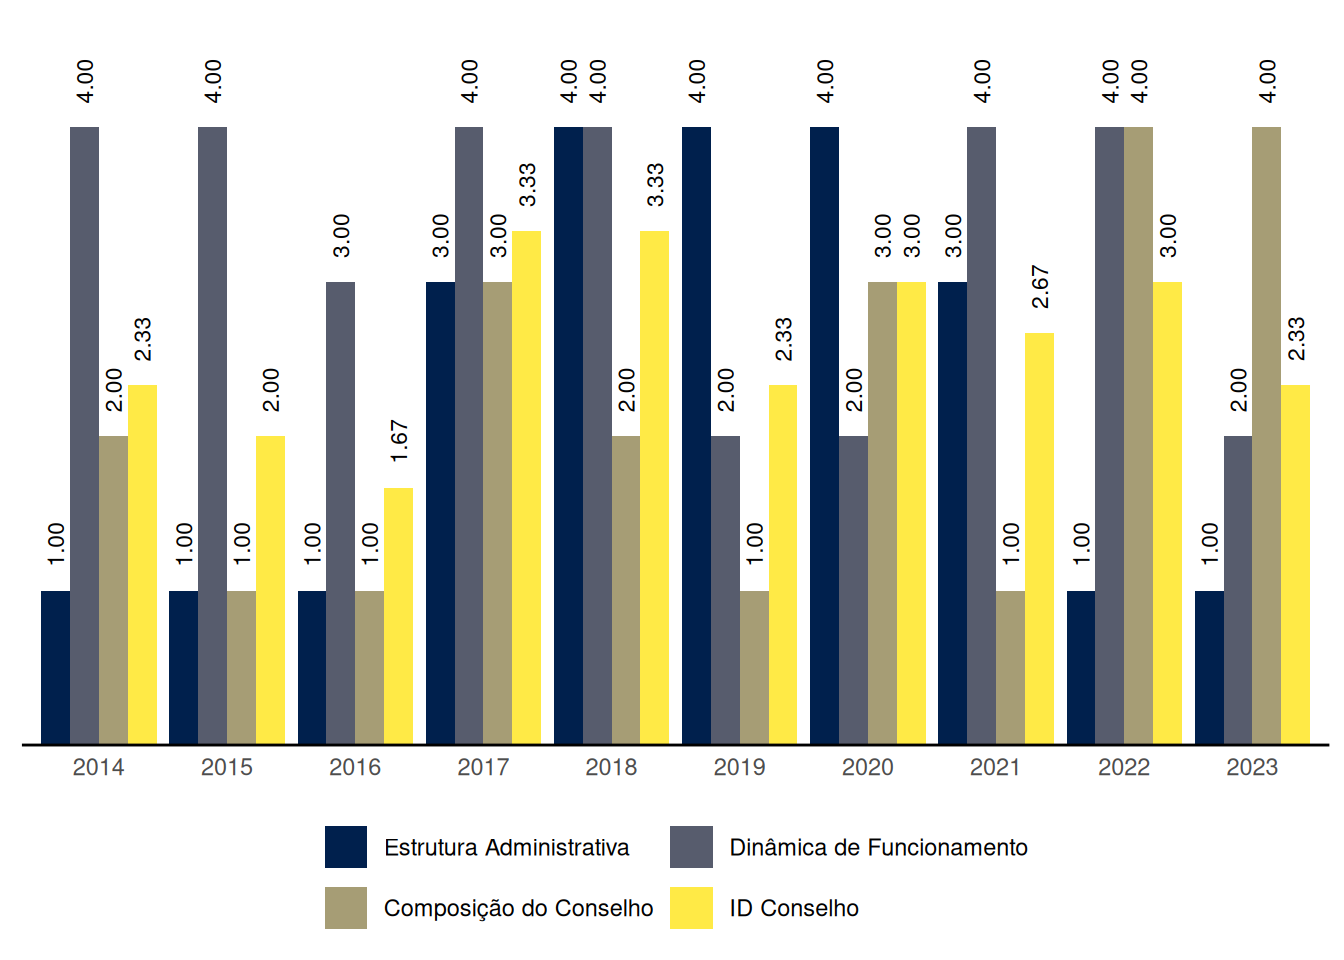 4.00 4.00 4.00 4.00 4.00 4.00 4.00 4.00 4.00 4.00 4.00
3.33 3.33
3.00 3.00 3.00 3.00 3.00 3.00 3.00
2.33 2.33 2.67 2.33
2.00 2.00 2.00 2.00 2.00 2.00
1.67
1.00 1.00 1.00 1.00 1.00 1.00 1.00 1.00 1.00
2014 2015 2016 2017 2018 2019 2020 2021 2022 2023
Estrutura Administrativa Dinâmica de Funcionamento
Composição do Conselho ID Conselho